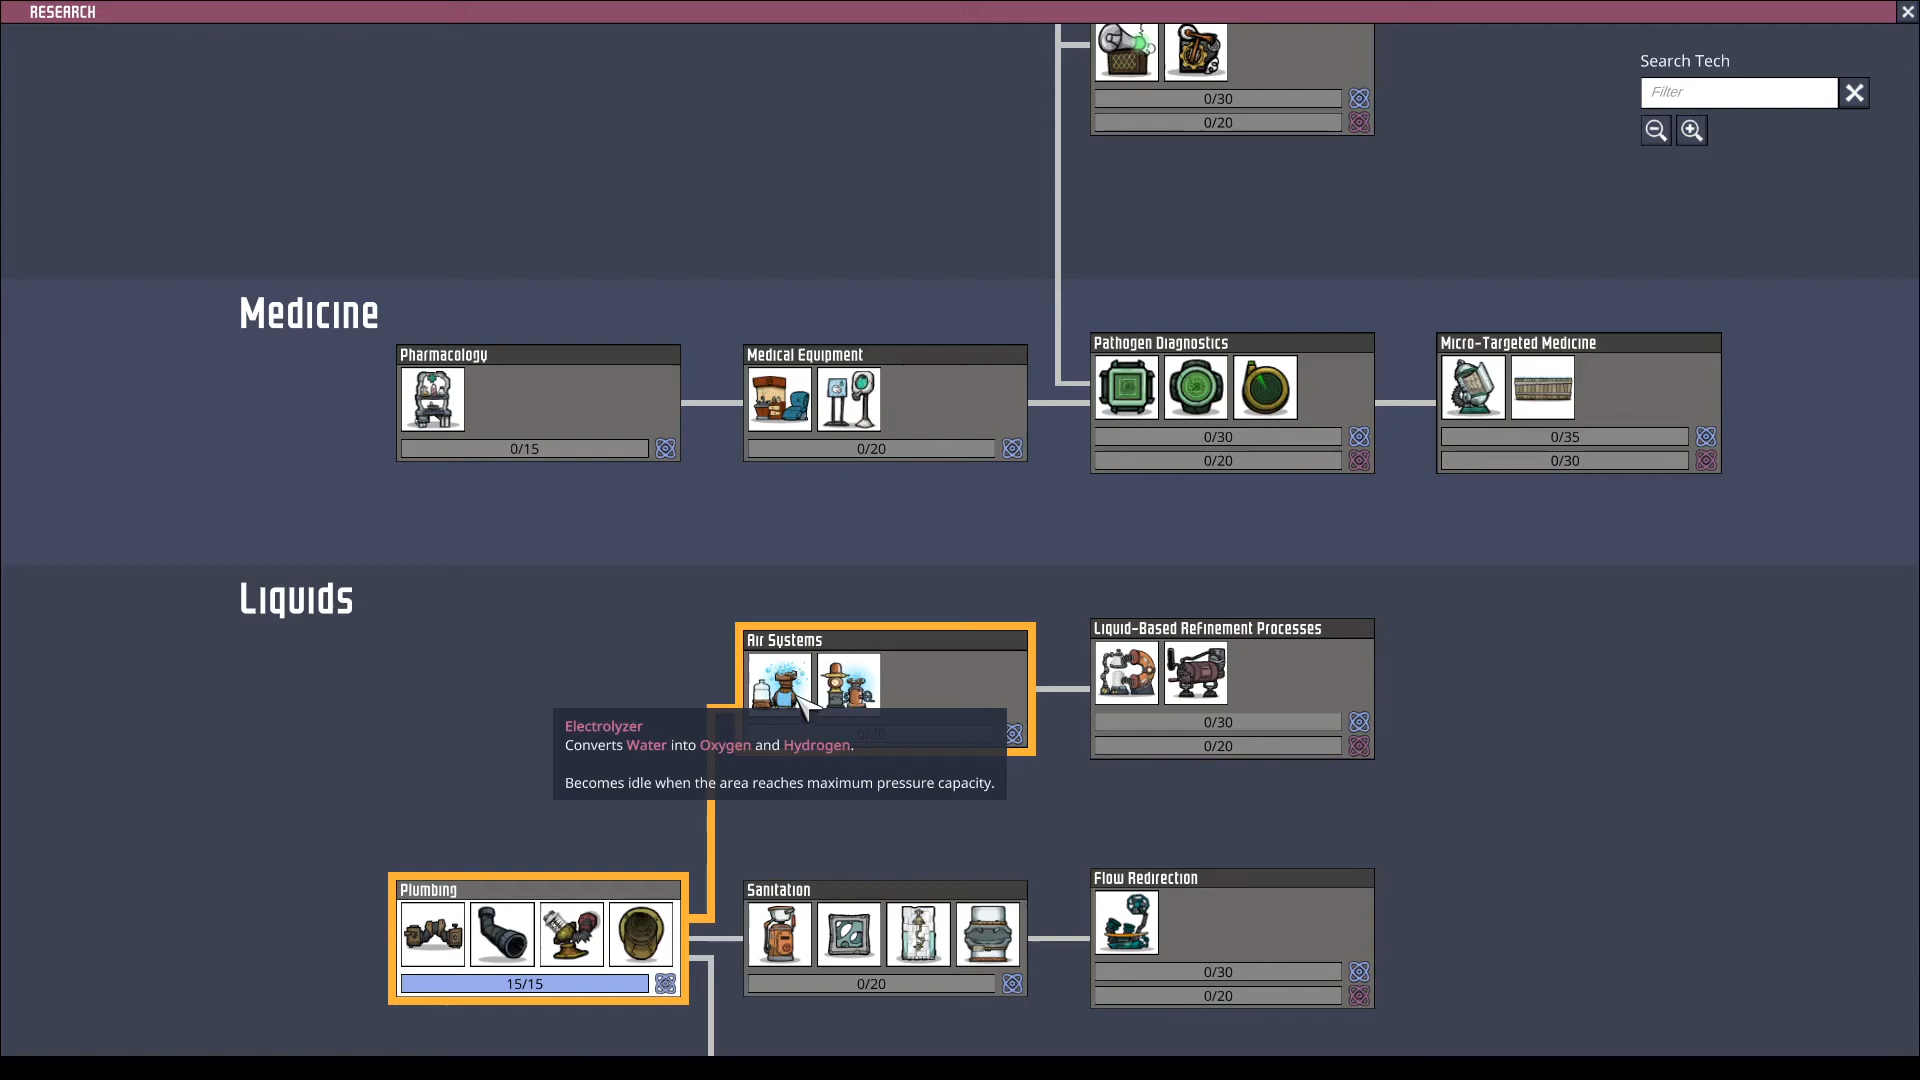 RESEARCH
Search Tech
Filter
0/30
0/20
Medicine
Pharmacology
0/15
Medical Equipment
0/20
Pathogen Diagnostics
0/30
0/20
Micro-Targeted Medicine
0/35
0/30
Liquids
Air Systems
0/20
Electrolyzer
Converts Water into Oxygen and Hydrogen.
Becomes idle when the area reaches maximum pressure capacity.
Liquid-Based Refinement Processes
0/30
0/20
Plumbing
15/15
Sanitation
0/20
Flow Redirection
0/30
0/20